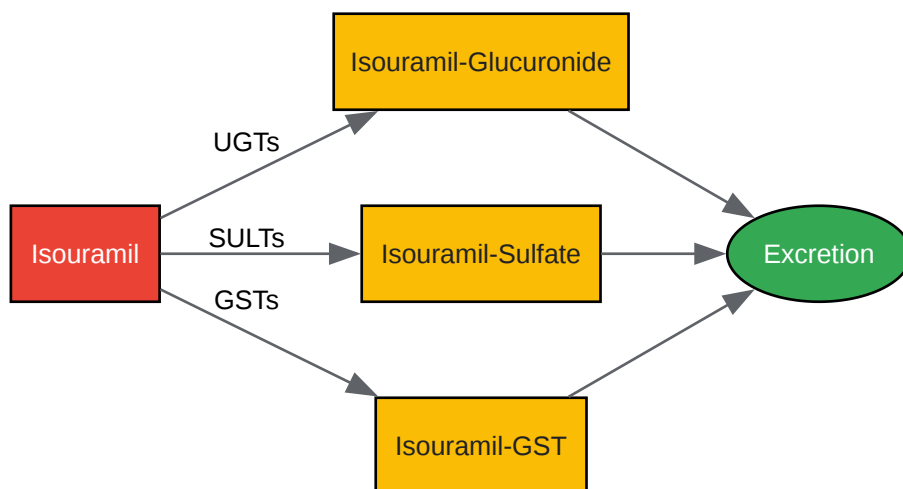 Isouramil-Glucuronide
UGTs
Isouramil
SULTs
Isouramil-Sulfate
Excretion
GSTs
Isouramil-GST